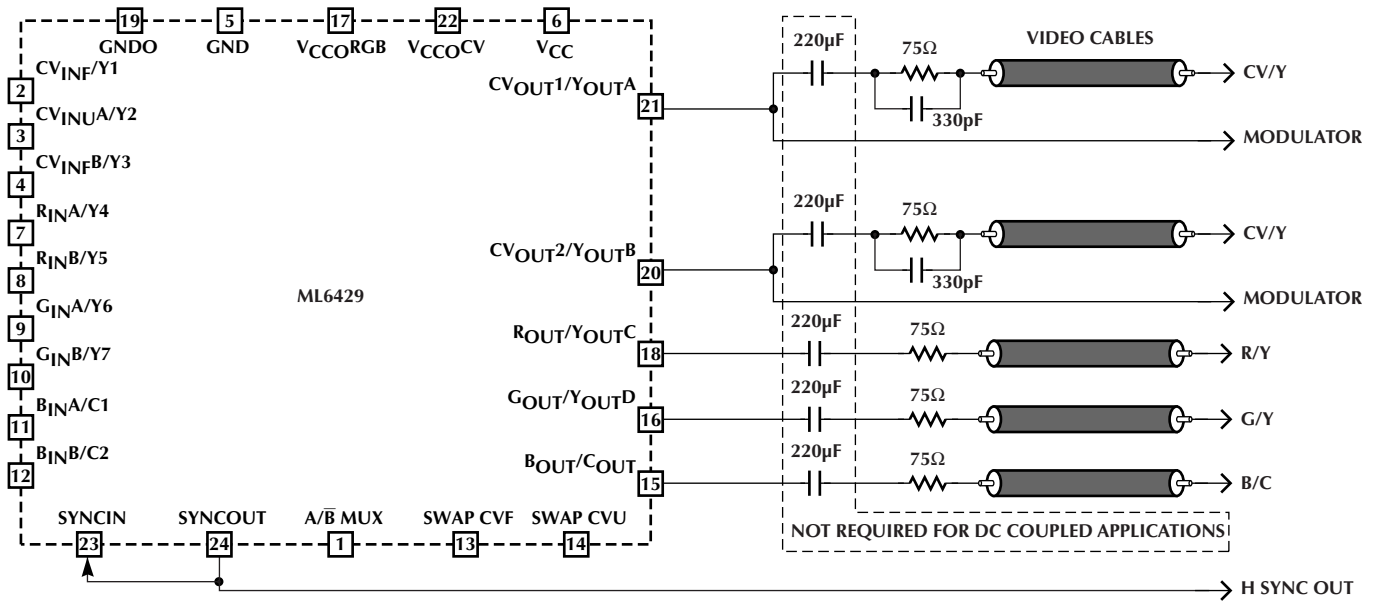 19 5 17 22 6
GNDO GND VCCORGB VCCOCV VCC
220µF 75Ω VIDEO CABLES
CVINF/Y1
2
CVOUT1/YOUTA
21
CV/Y
CVINUA/Y2
3
330pF
MODULATOR
CVINFB/Y3
4
RINA/Y4
7
220µF 75Ω
CVOUT2/YOUTB
20
CV/Y
RINB/Y5
8
330pF
ML6429
MODULATOR
GINA/Y6
9
220µF 75Ω
ROUT/YOUTC
18
R/Y
GINB/Y7
10
220µF 75Ω
GOUT/YOUTD
16
G/Y
BINA/C1
11
220µF 75Ω
BOUT/COUT
15
B/C
BINB/C2
12
SYNCIN SYNCOUT A/B̅ MUX SWAP CVF SWAP CVU
23 24 1 13 14
NOT REQUIRED FOR DC COUPLED APPLICATIONS
H SYNC OUT